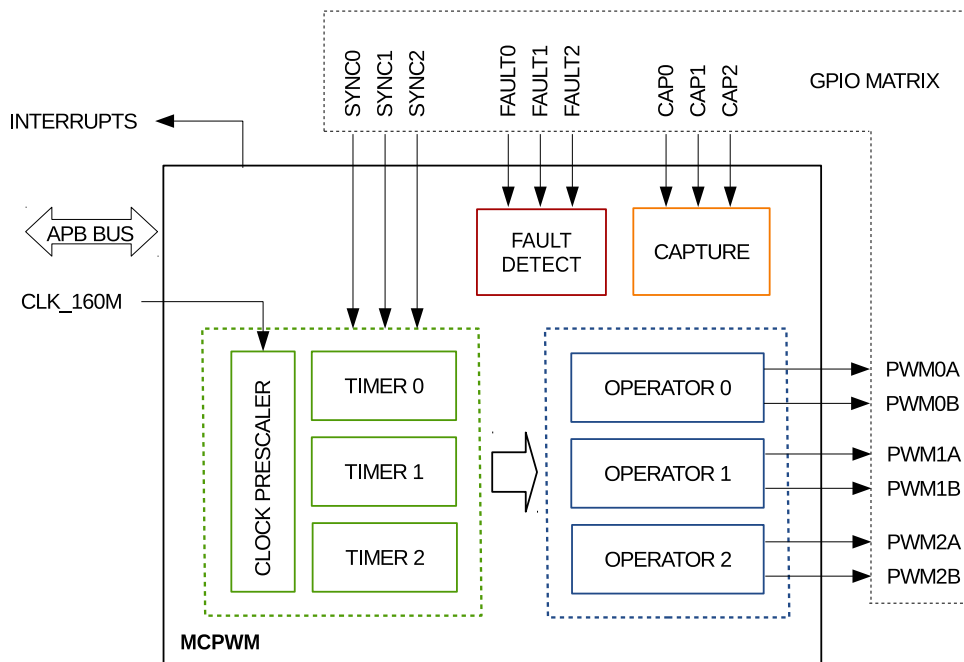 SYNC0
SYNC1
SYNC2
FAULT0
FAULT1
FAULT2
CAP0
CAP1
CAP2
GPIO MATRIX
INTERRUPTS
APB BUS
FAULT
DETECT
CAPTURE
CLK_160M
CLOCK PRESCALER
TIMER 0
TIMER 1
TIMER 2
OPERATOR 0
OPERATOR 1
OPERATOR 2
PWM0A
PWM0B
PWM1A
PWM1B
PWM2A
PWM2B
MCPWM